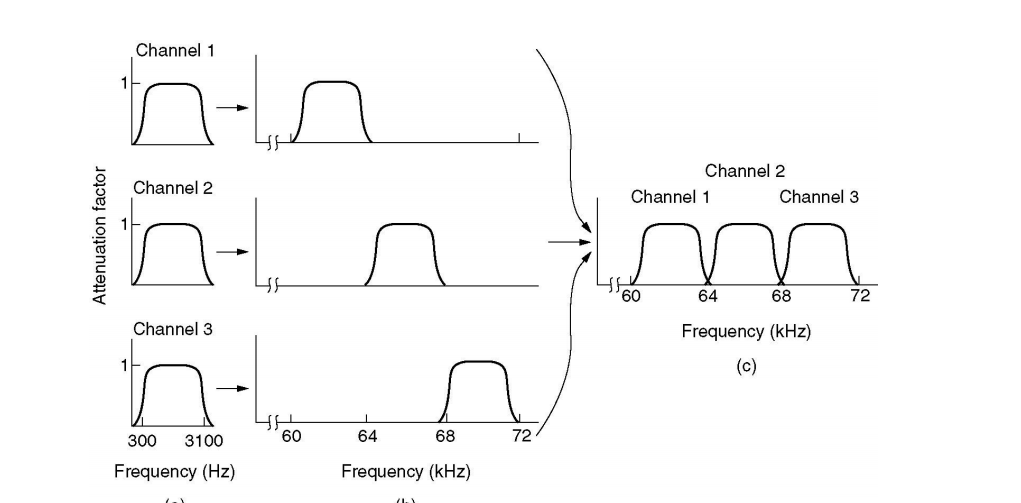 Channel 1
1
Channel 2
1
Attenuation factor
Channel 3
1
300 3100
Frequency (Hz)
60 64 68 72
Frequency (kHz)
Channel 2
Channel 1 Channel 3
60 64 68 72
Frequency (kHz)
(c)